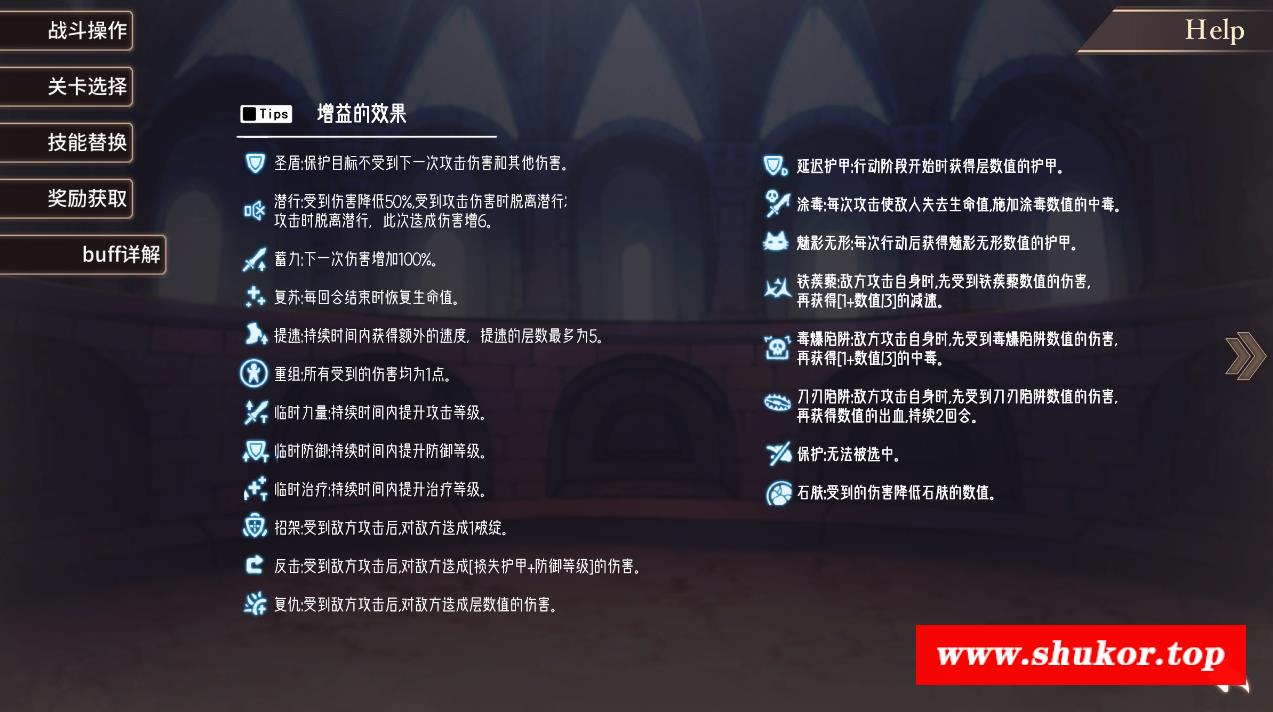 战斗操作
关卡选择
技能替换
奖励获取
buff详解
Help
Tips 增益的效果
圣盾:保护目标不受到下一次攻击伤害和其他伤害。
潜行:受到伤害降低50%,受到攻击伤害时脱离潜行;
攻击时脱离潜行，此次造成伤害增6。
蓄力:下一次伤害增加100%。
复苏:每回合结束时恢复生命值。
提速:持续时间内获得额外的速度，提速的层数最多为5。
重组:所有受到的伤害均为1点。
临时力量:持续时间内提升攻击等级。
临时防御:持续时间内提升防御等级。
临时治疗:持续时间内提升治疗等级。
招架:受到敌方攻击后,对敌方造成1破绽。
反击:受到敌方攻击后,对敌方造成[损失护甲+防御等级]的伤害。
复仇:受到敌方攻击后,对敌方造成层数值的伤害。
延迟护甲:行动阶段开始时获得层数值的护甲。
涂毒:每次攻击使敌人失去生命值,施加涂毒数值的中毒。
魅影无形:每次行动后获得魅影无形数值的护甲。
铁蒺藜:敌方攻击自身时,先受到铁蒺藜数值的伤害,
再获得[1+数值/3]的减速。
毒爆陷阱:敌方攻击自身时,先受到毒爆陷阱数值的伤害,
再获得[1+数值/3]的中毒。
刀刃陷阱:敌方攻击自身时,先受到刀刃陷阱数值的伤害,
再获得数值的出血,持续2回合。
保护:无法被选中。
石肤:受到的伤害降低石肤的数值。
www.shukor.top